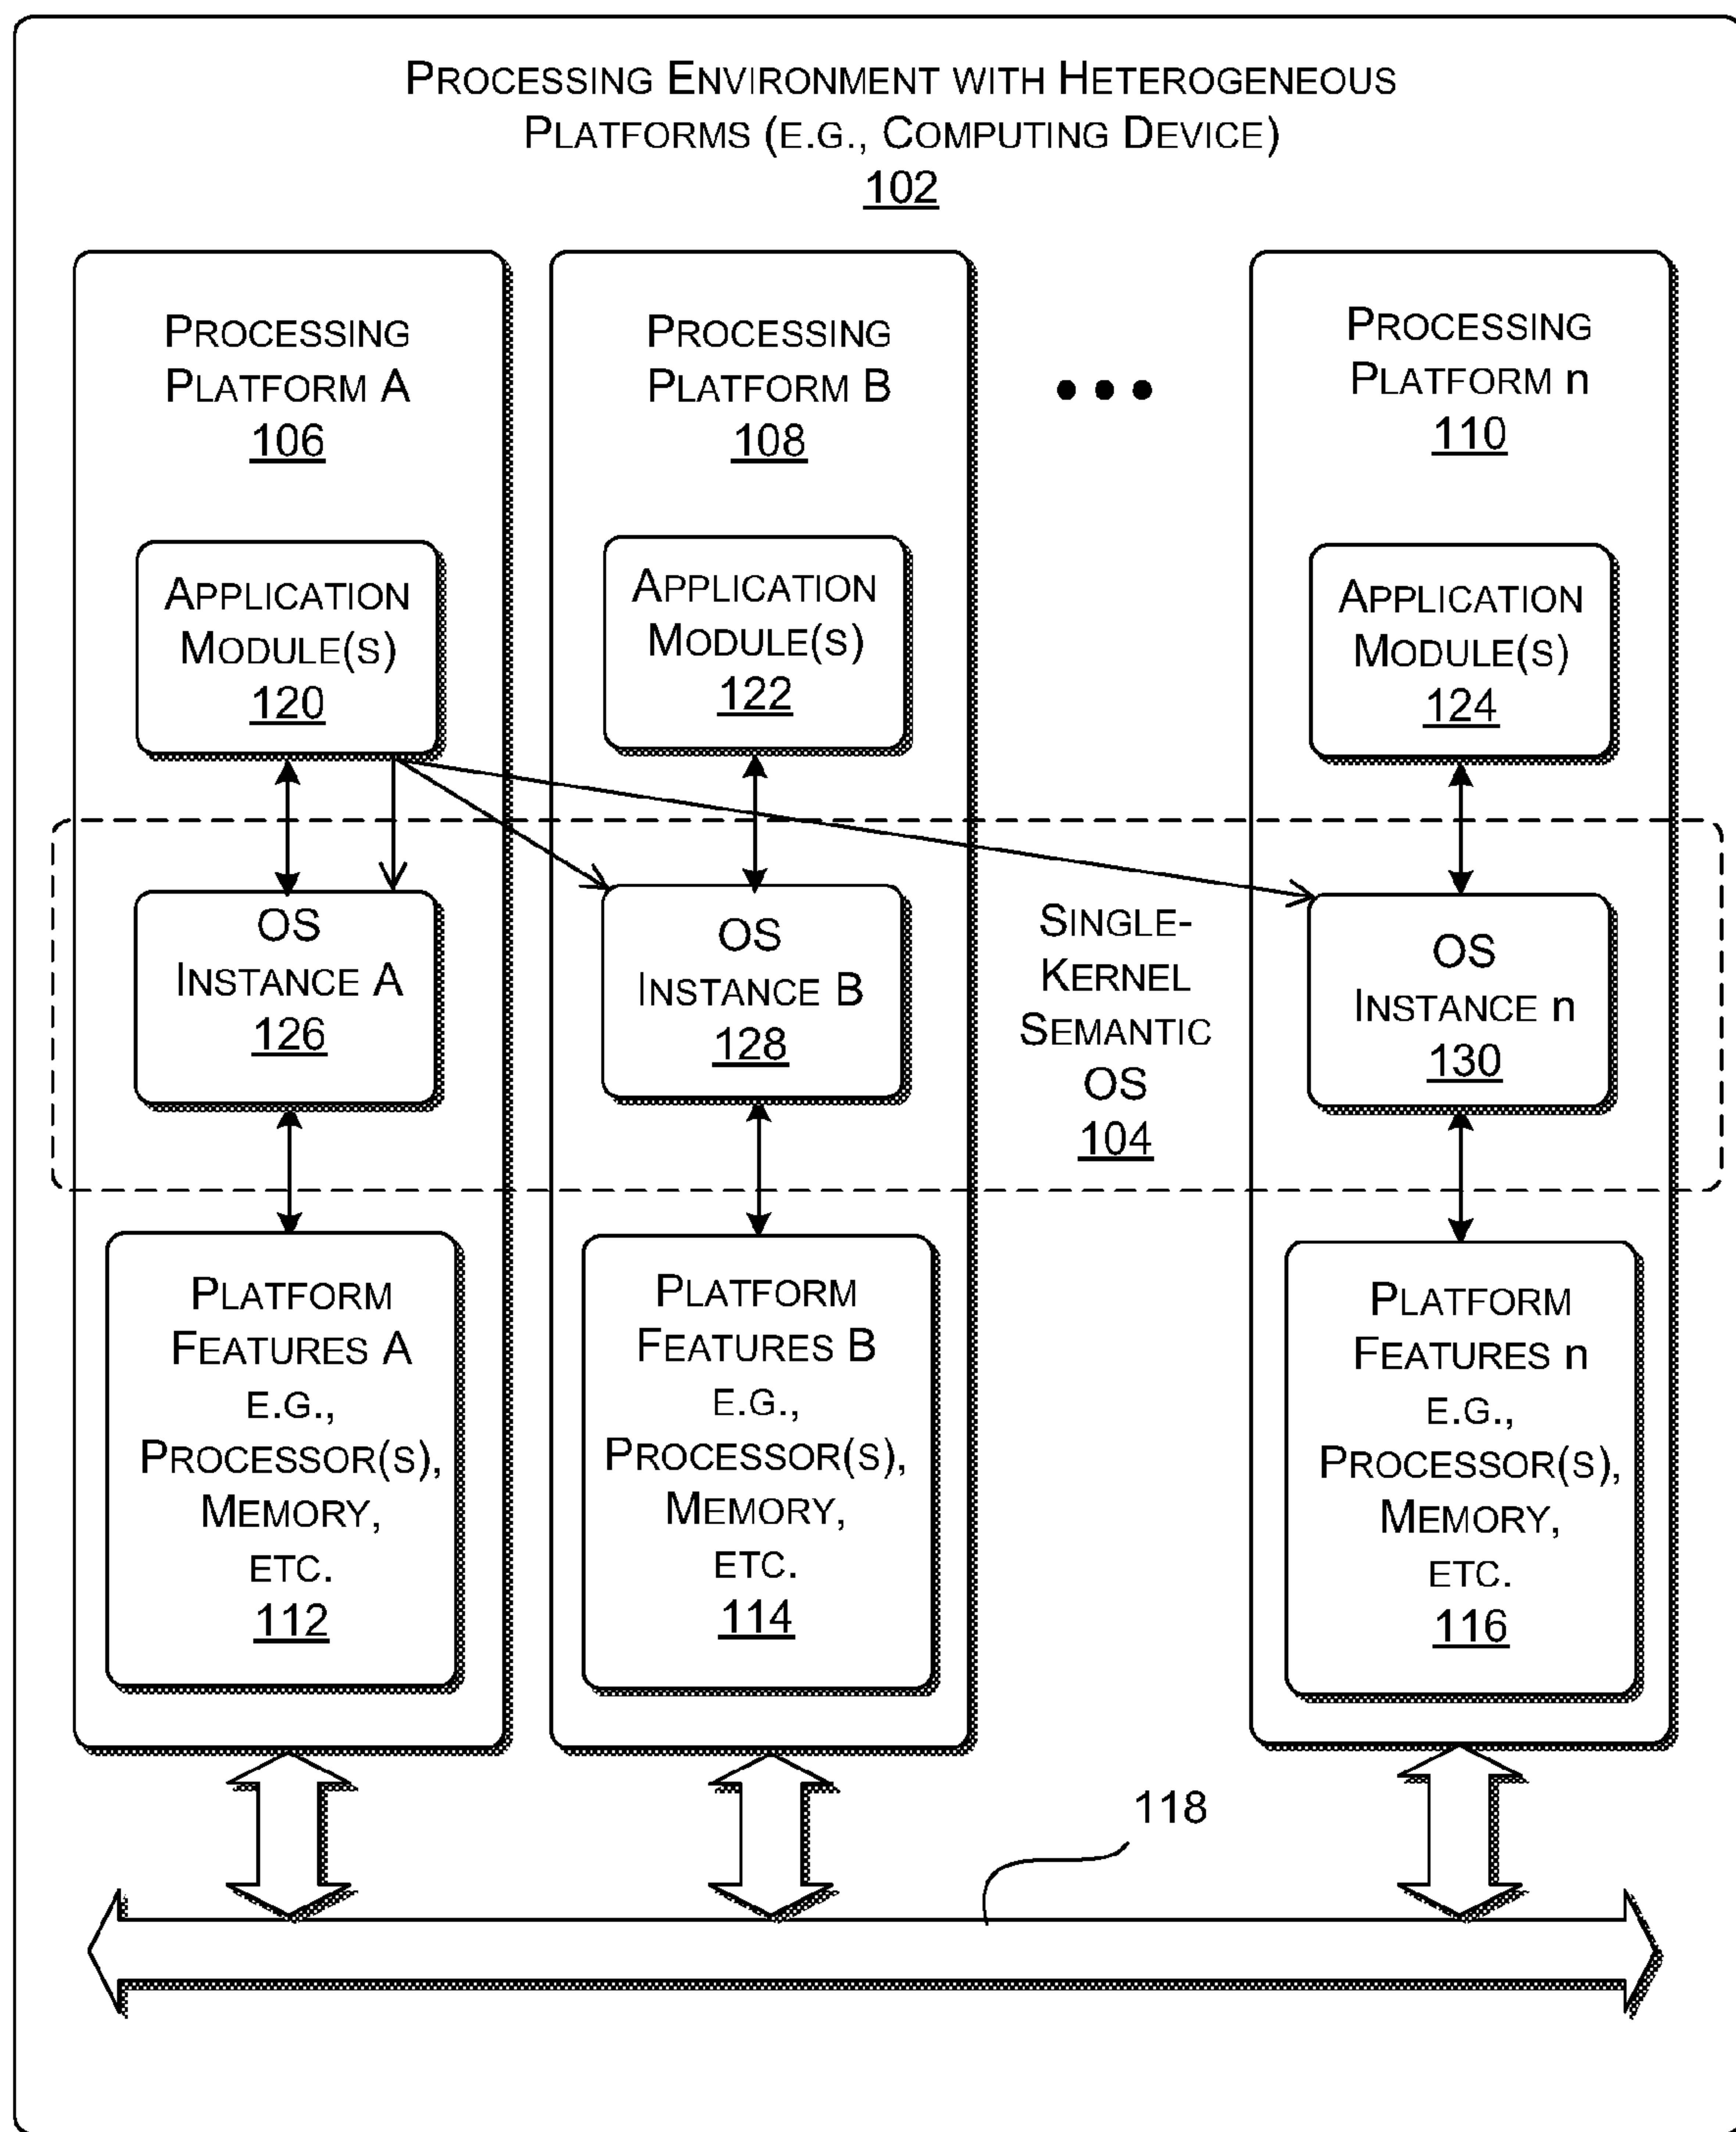 PROCESSING ENVIRONMENT WITH HETEROGENEOUS
PLATFORMS (E.G., COMPUTING DEVICE)
102
PROCESSING
PLATFORM A
106
PROCESSING
PLATFORM B
108
PROCESSING
PLATFORM n
110
APPLICATION
MODULE(S)
120
APPLICATION
MODULE(S)
122
APPLICATION
MODULE(S)
124
OS
INSTANCE A
126
OS
INSTANCE B
128
SINGLE-
KERNEL
SEMANTIC
OS
104
OS
INSTANCE n
130
PLATFORM
FEATURES A
E.G.,
PROCESSOR(S),
MEMORY,
ETC.
112
PLATFORM
FEATURES B
E.G.,
PROCESSOR(S),
MEMORY,
ETC.
114
PLATFORM
FEATURES n
E.G.,
PROCESSOR(S),
MEMORY,
ETC.
116
118